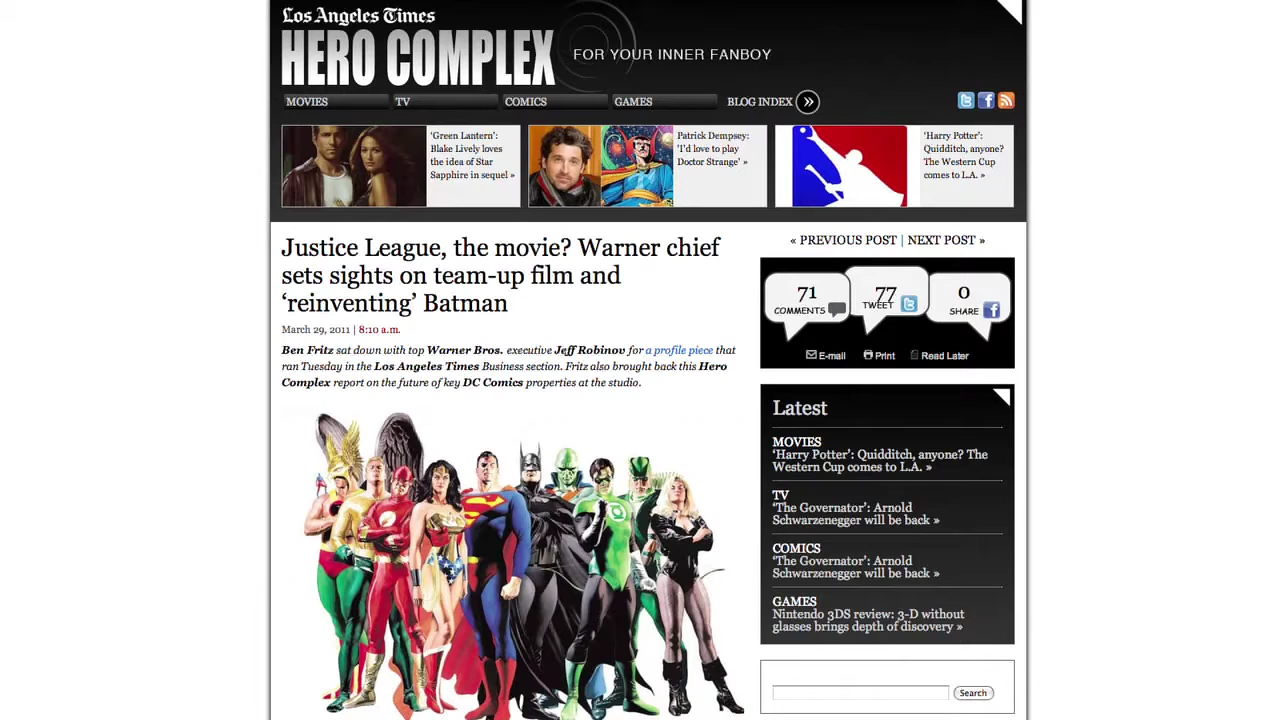 Los Angeles Times
HERO COMPLEX
FOR YOUR INNER FANBOY
MOVIES
TV
COMICS
GAMES
BLOG INDEX »
'Green Lantern':
Blake Lively loves
the idea of Star
Sapphire in sequel »
Patrick Dempsey:
'I'd love to play
Doctor Strange' »
'Harry Potter':
Quidditch, anyone?
The Western Cup
comes to L.A. »
Justice League, the movie? Warner chief
sets sights on team-up film and
‘reinventing’ Batman
March 29, 2011 | 8:10 a.m.
Ben Fritz sat down with top Warner Bros. executive Jeff Robinov for a profile piece that
ran Tuesday in the Los Angeles Times Business section. Fritz also brought back this Hero
Complex report on the future of key DC Comics properties at the studio.
« PREVIOUS POST | NEXT POST »
71
COMMENTS
77
TWEET
0
SHARE
E-mail
Print
Read Later
Latest
MOVIES
‘Harry Potter’: Quidditch, anyone? The
Western Cup comes to L.A. »
TV
‘The Governator’: Arnold
Schwarzenegger will be back »
COMICS
‘The Governator’: Arnold
Schwarzenegger will be back »
GAMES
Nintendo 3DS review: 3-D without
glasses brings depth of discovery »
Search